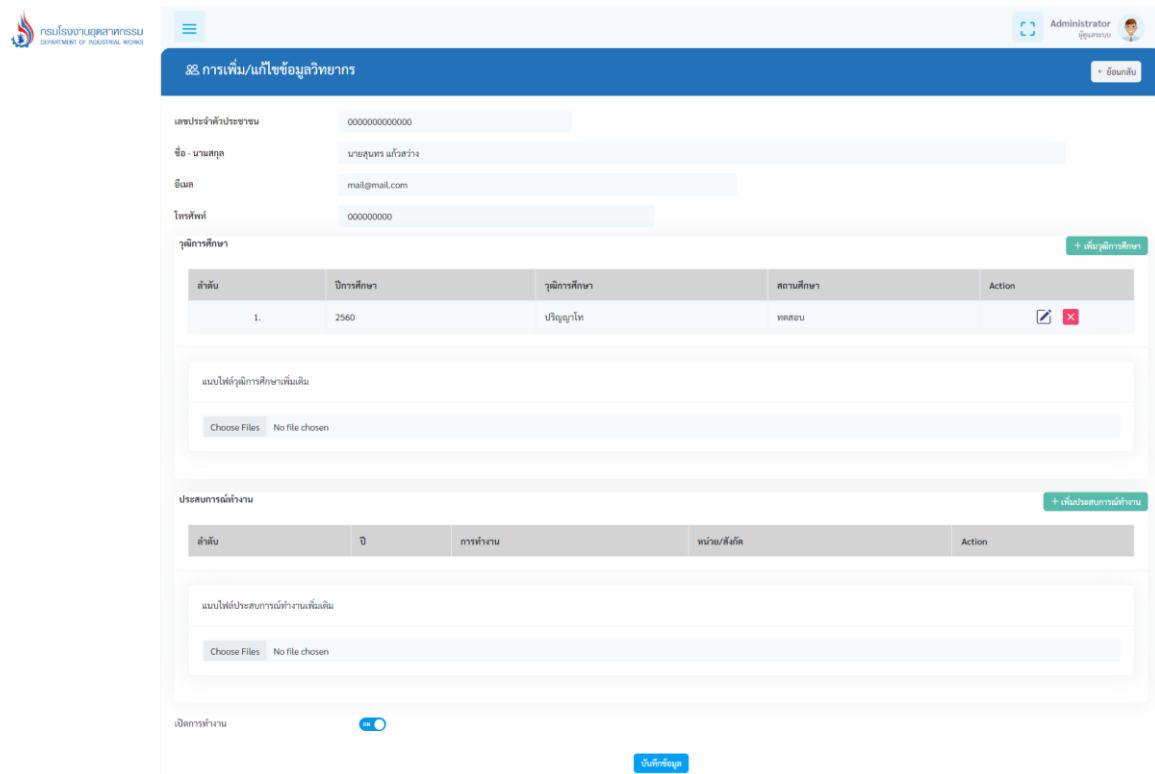 กรมโรงงานอุตสาหกรรม
DEPARTMENT OF INDUSTRIAL WORKS
Administrator
ผู้ดูแลระบบ
การเพิ่ม/แก้ไขข้อมูลวิทยากร
← ย้อนกลับ
เลขประจำตัวประชาชน 0000000000000
ชื่อ - นามสกุล นายสุนทร แก้วสว่าง
อีเมล mail@mail.com
โทรศัพท์ 000000000
วุฒิการศึกษา + เพิ่มวุฒิการศึกษา
ลำดับ ปีการศึกษา วุฒิการศึกษา สถานศึกษา Action
1. 2560 ปริญญาโท ทดสอบ
แนบไฟล์วุฒิการศึกษาเพิ่มเติม
Choose Files No file chosen
ประสบการณ์ทำงาน + เพิ่มประสบการณ์ทำงาน
ลำดับ ปี การทำงาน หน่วย/สังกัด Action
แนบไฟล์ประสบการณ์ทำงานเพิ่มเติม
Choose Files No file chosen
เปิดการทำงาน ON
บันทึกข้อมูล